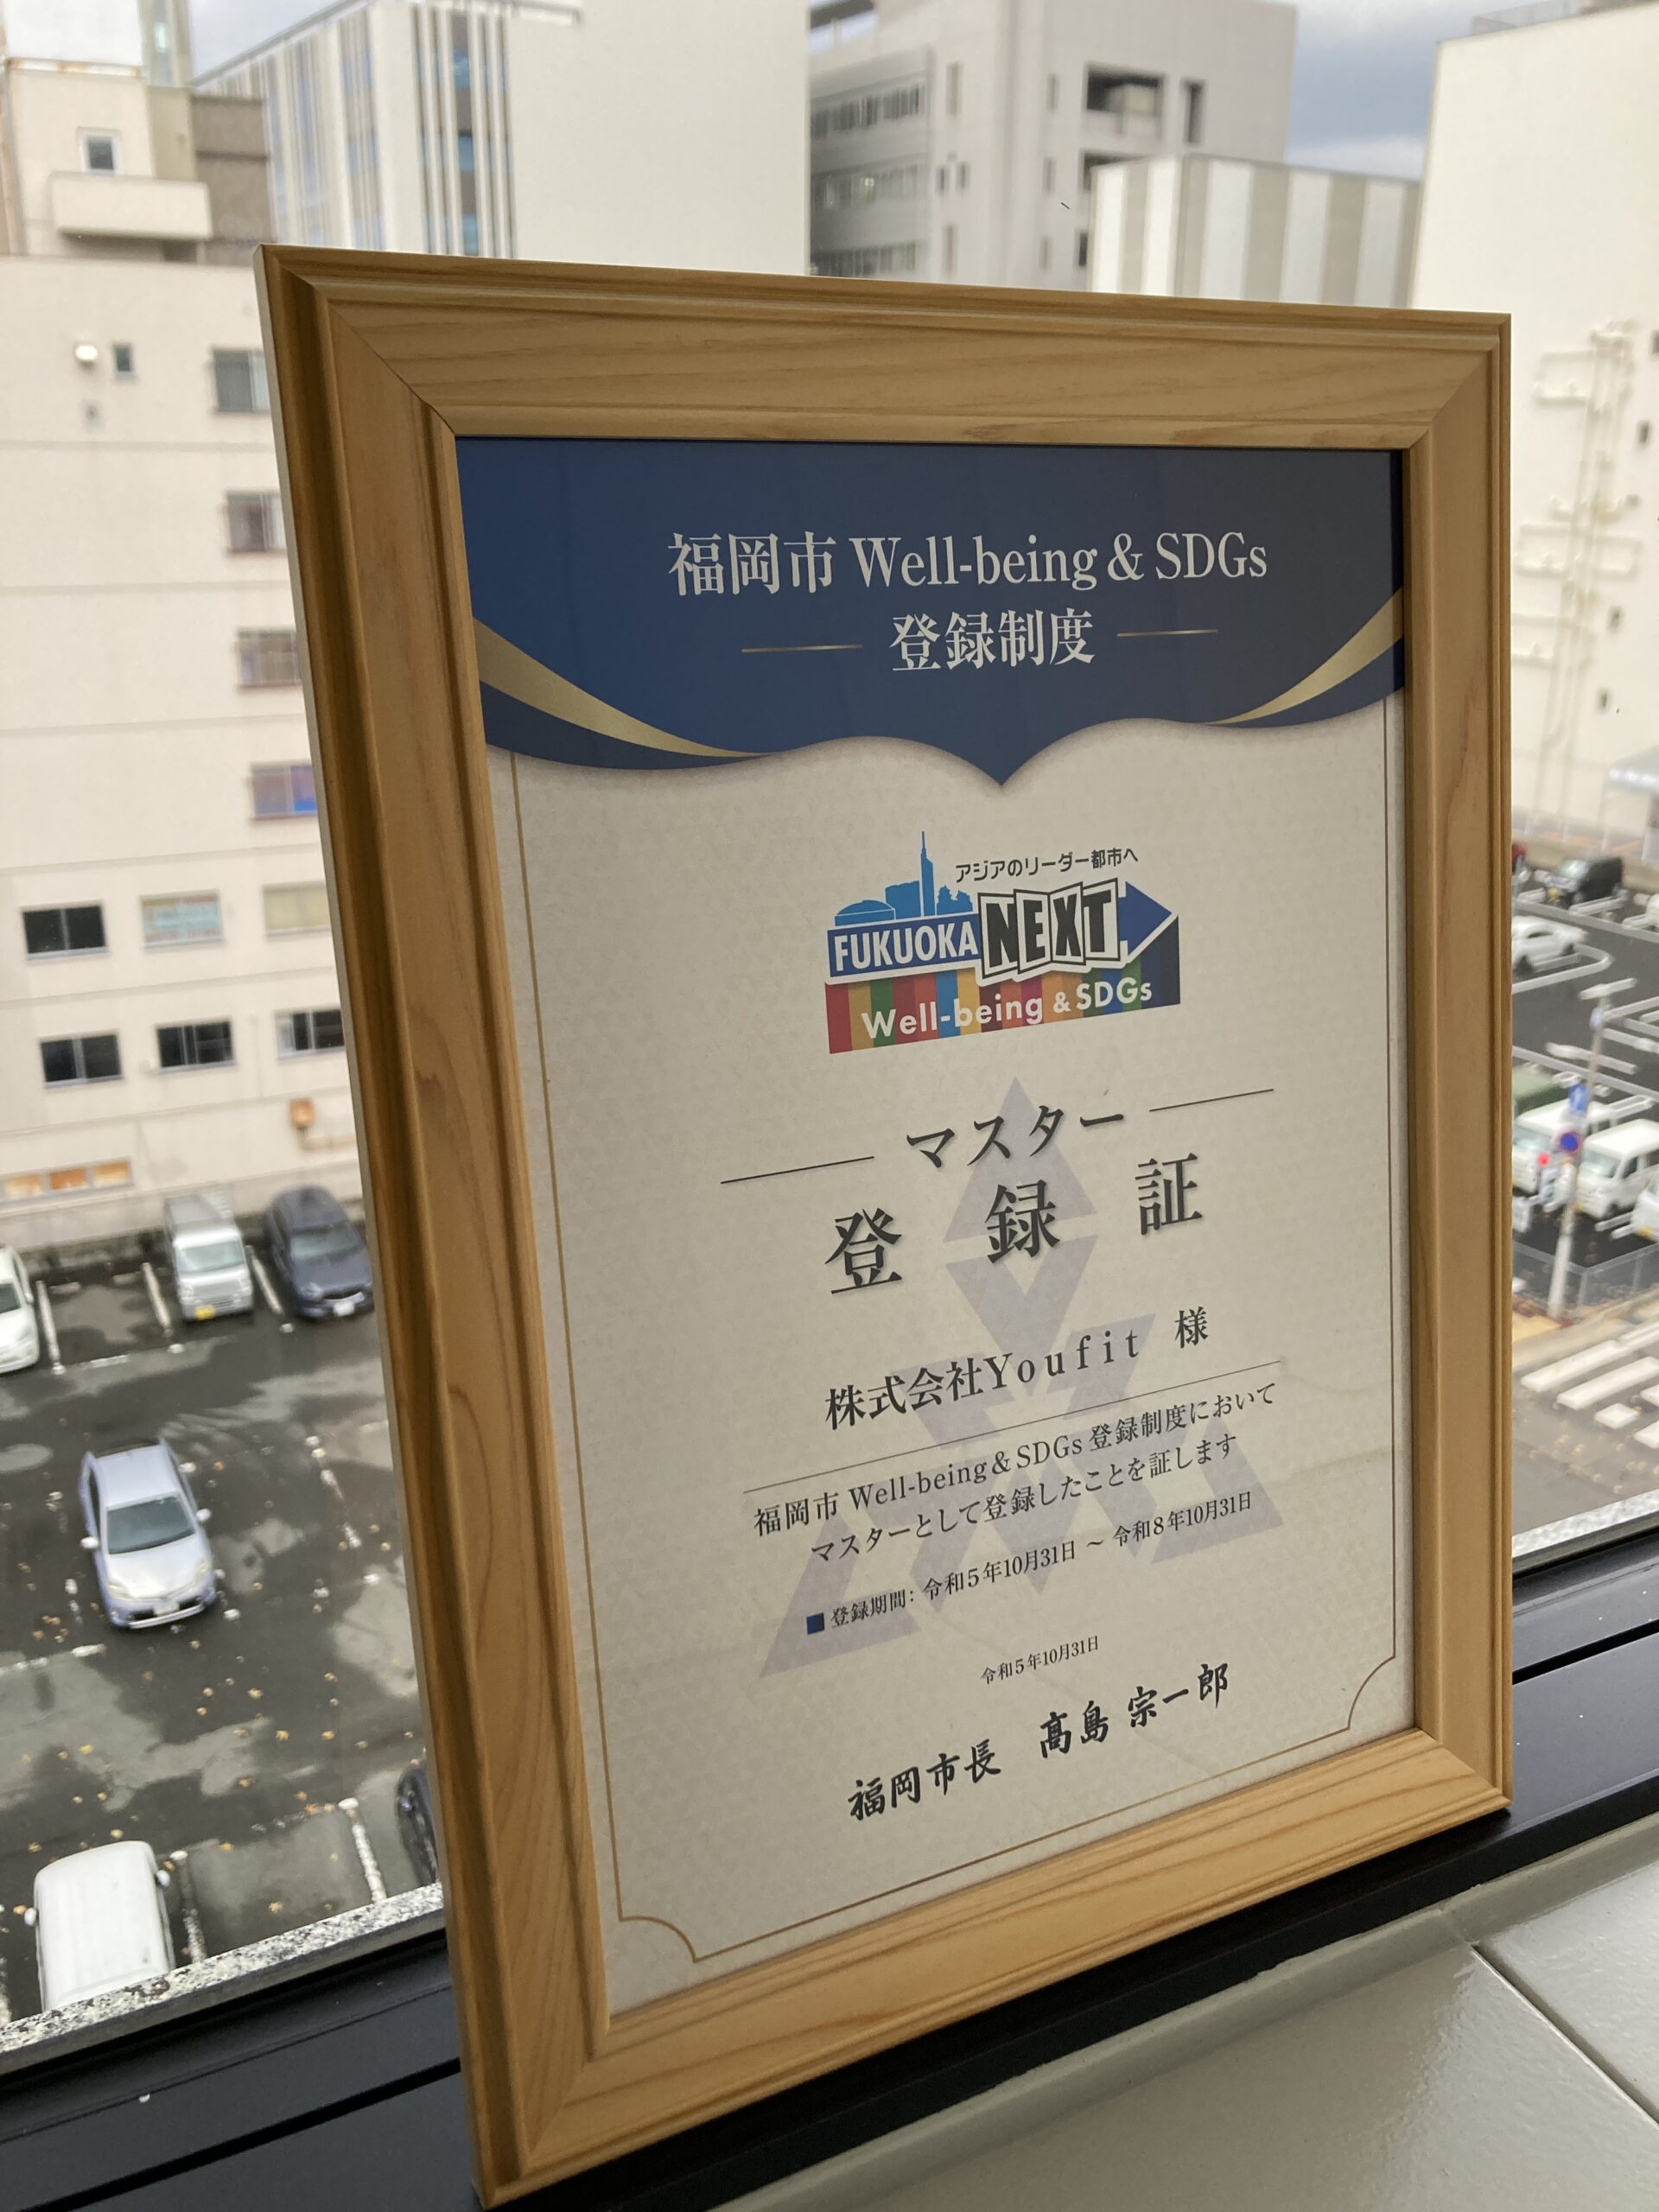 福岡市 Well-being & SDGs
登録制度
アジアのリーダー都市へ
FUKUOKA NEXT
Well-being & SDGs
マスター
登録証
株式会社Youfit 様
福岡市 Well-being & SDGs 登録制度において
マスターとして登録したことを証します
■ 登録期間: 令和5年10月31日 ～ 令和8年10月31日
令和5年10月31日
福岡市長 髙島 宗一郎